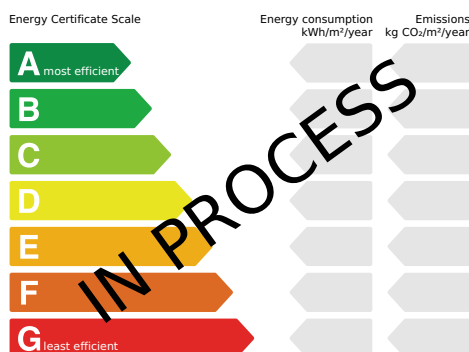 Energy Certificate Scale
Energy consumption
kWh/m²/year
Emissions
kg CO₂/m²/year
A most efficient
B
C
D
E
F
G least efficient
IN PROCESS